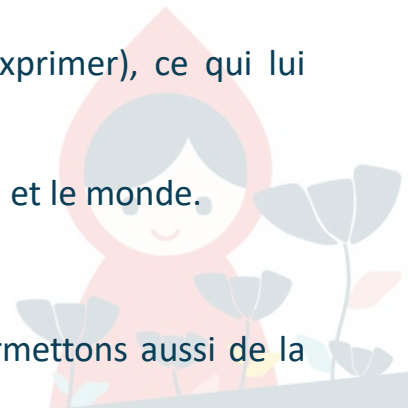 xprimer), ce qui lui
et le monde.
rmettons aussi de la